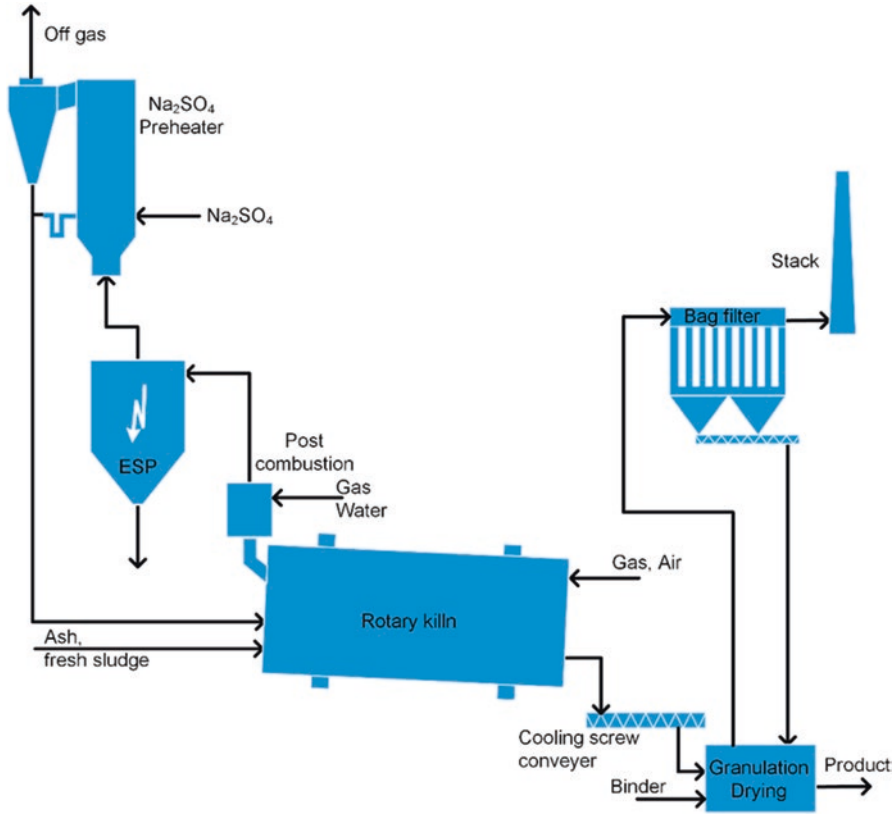 Off gas
Na₂SO₄
Preheater
Na₂SO₄
Stack
Bag filter
ESP
Post
combustion
Gas
Water
Gas, Air
Rotary killn
Ash,
fresh sludge
Cooling screw
conveyer
Granulation
Drying
Product
Binder